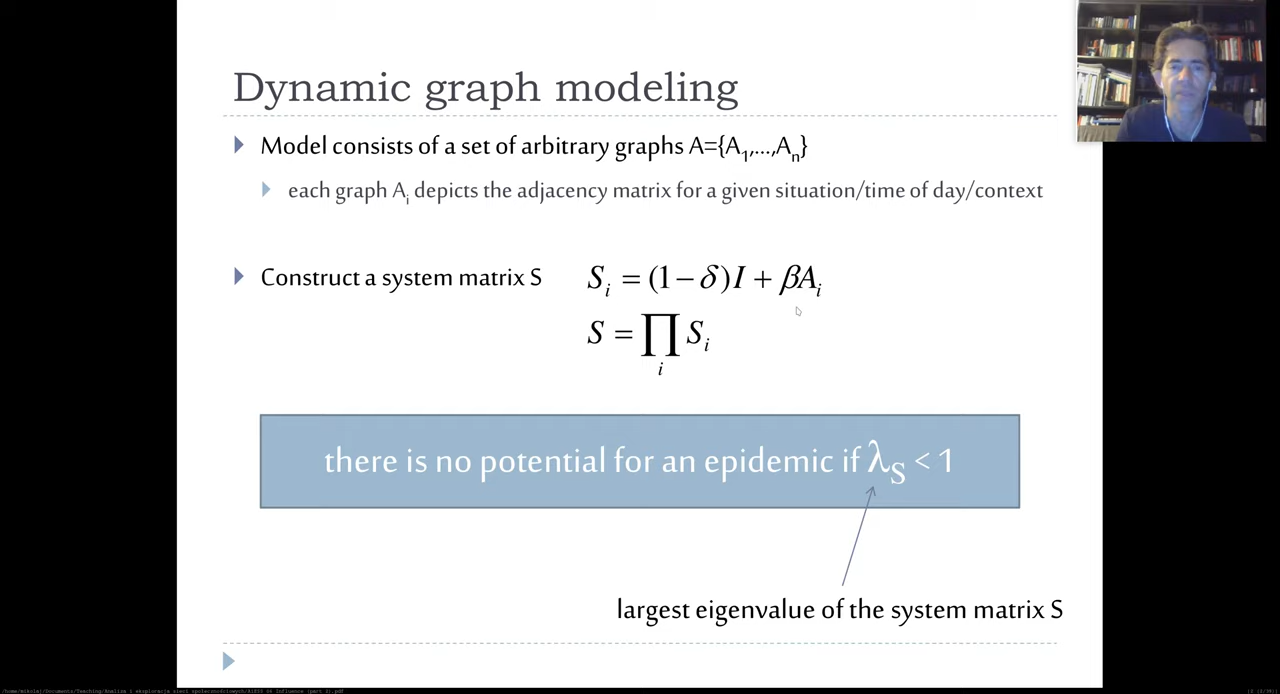 Dynamic graph modeling
Model consists of a set of arbitrary graphs A={A₁,...,Aₙ}
each graph Aᵢ depicts the adjacency matrix for a given situation/time of day/context
Construct a system matrix S
Sᵢ = (1 − δ)I + βAᵢ
S = ∏ᵢ Sᵢ
there is no potential for an epidemic if λ_S < 1
largest eigenvalue of the system matrix S